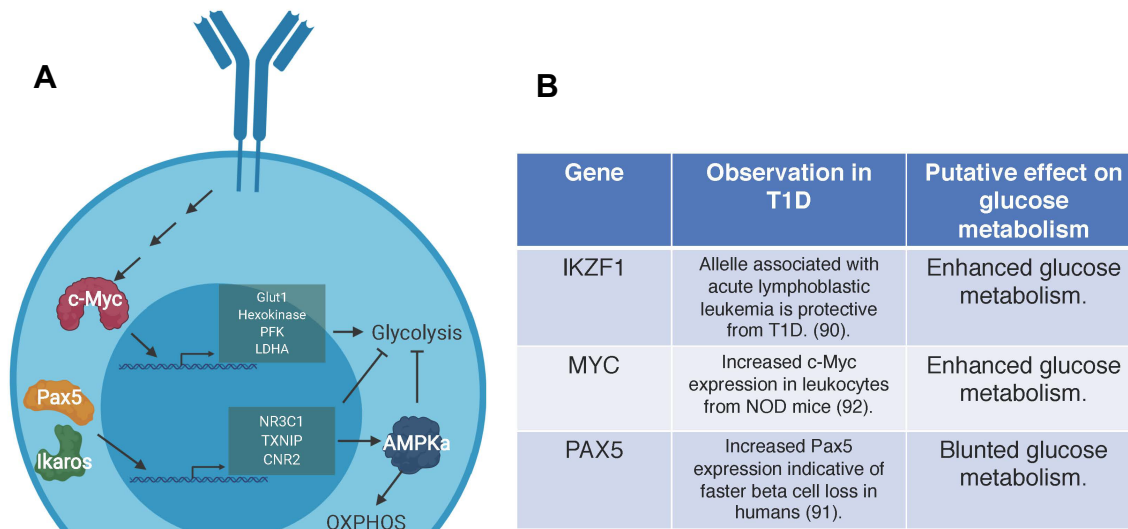 A
c-Myc
Glut1
Hexokinase
PFK
LDHA
Glycolysis
Pax5
Ikaros
NR3C1
TXNIP
CNR2
AMPKa
OXPHOS
B
Gene
Observation in
T1D
Putative effect on
glucose
metabolism
IKZF1
Allelle associated with
acute lymphoblastic
leukemia is protective
from T1D. (90).
Enhanced glucose
metabolism.
MYC
Increased c-Myc
expression in leukocytes
from NOD mice (92).
Enhanced glucose
metabolism.
PAX5
Increased Pax5
expression indicative of
faster beta cell loss in
humans (91).
Blunted glucose
metabolism.